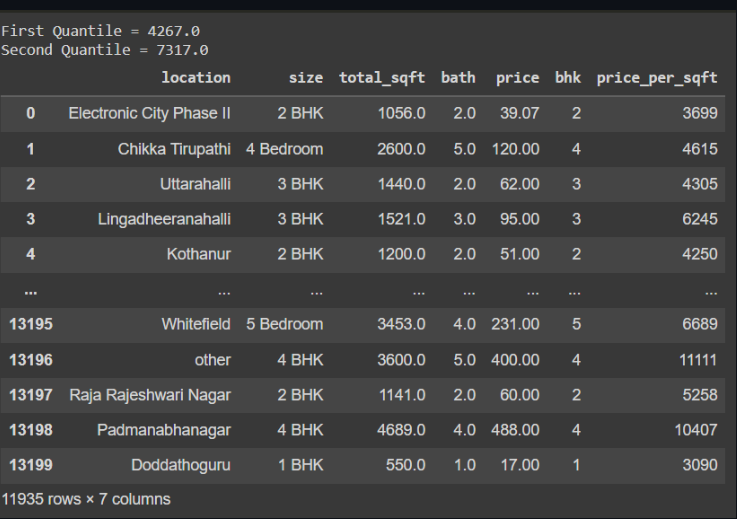 First Quantile = 4267.0
Second Quantile = 7317.0
location size total_sqft bath price bhk price_per_sqft
0 Electronic City Phase II 2 BHK 1056.0 2.0 39.07 2 3699
1 Chikka Tirupathi 4 Bedroom 2600.0 5.0 120.00 4 4615
2 Uttarahalli 3 BHK 1440.0 2.0 62.00 3 4305
3 Lingadheeranahalli 3 BHK 1521.0 3.0 95.00 3 6245
4 Kothanur 2 BHK 1200.0 2.0 51.00 2 4250
... ... ... ... ... ... ... ...
13195 Whitefield 5 Bedroom 3453.0 4.0 231.00 5 6689
13196 other 4 BHK 3600.0 5.0 400.00 4 11111
13197 Raja Rajeshwari Nagar 2 BHK 1141.0 2.0 60.00 2 5258
13198 Padmanabhanagar 4 BHK 4689.0 4.0 488.00 4 10407
13199 Doddathoguru 1 BHK 550.0 1.0 17.00 1 3090
11935 rows × 7 columns